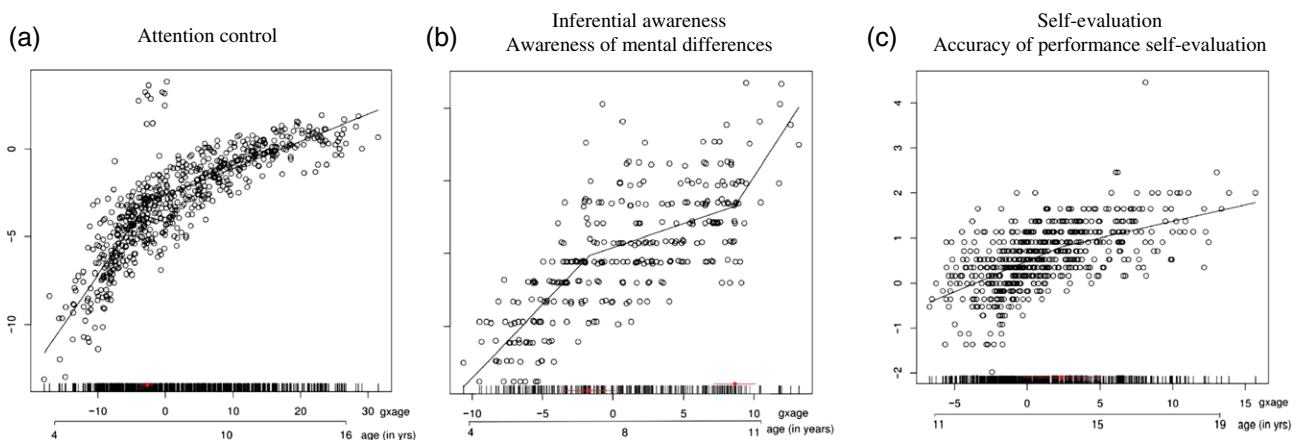 (a)
Attention control
0
−5
−10
−10 0 10 20 30 gxage
4 10 16 age (in yrs)
(b)
Inferential awareness
Awareness of mental differences
−10 −5 0 5 10 gxage
4 8 11 age (in years)
(c)
Self-evaluation
Accuracy of performance self-evaluation
4
3
2
1
0
−1
−2
−5 0 5 10 15 gxage
11 15 19 age (in yrs)